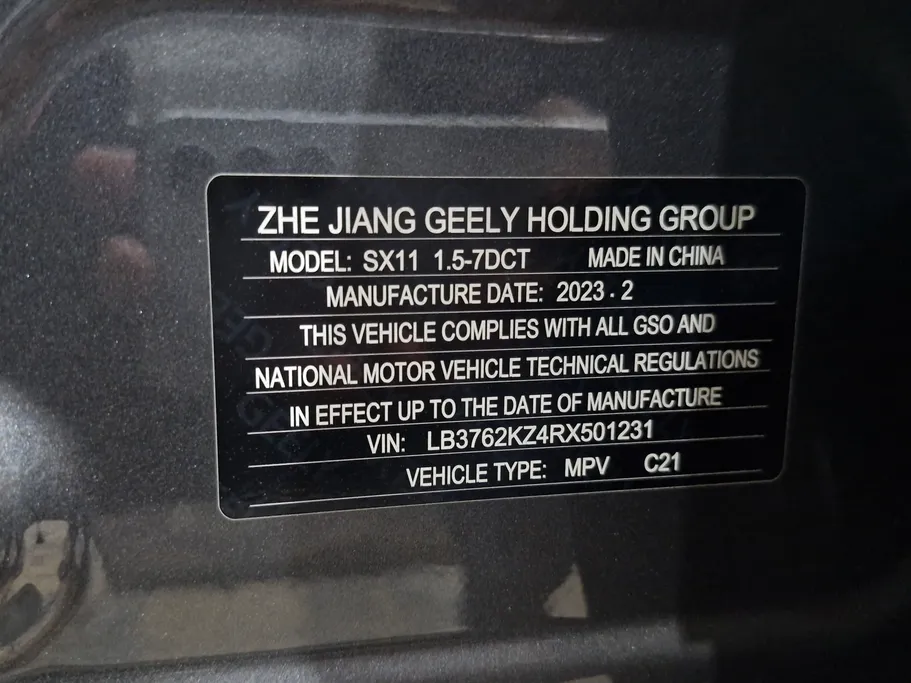 ZHE JIANG GEELY HOLDING GROUP
MODEL: SX11 1.5-7DCT MADE IN CHINA
MANUFACTURE DATE: 2023.2
THIS VEHICLE COMPLIES WITH ALL GSO AND
NATIONAL MOTOR VEHICLE TECHNICAL REGULATIONS
IN EFFECT UP TO THE DATE OF MANUFACTURE
VIN: LB3762KZ4RX501231
VEHICLE TYPE: MPV C21